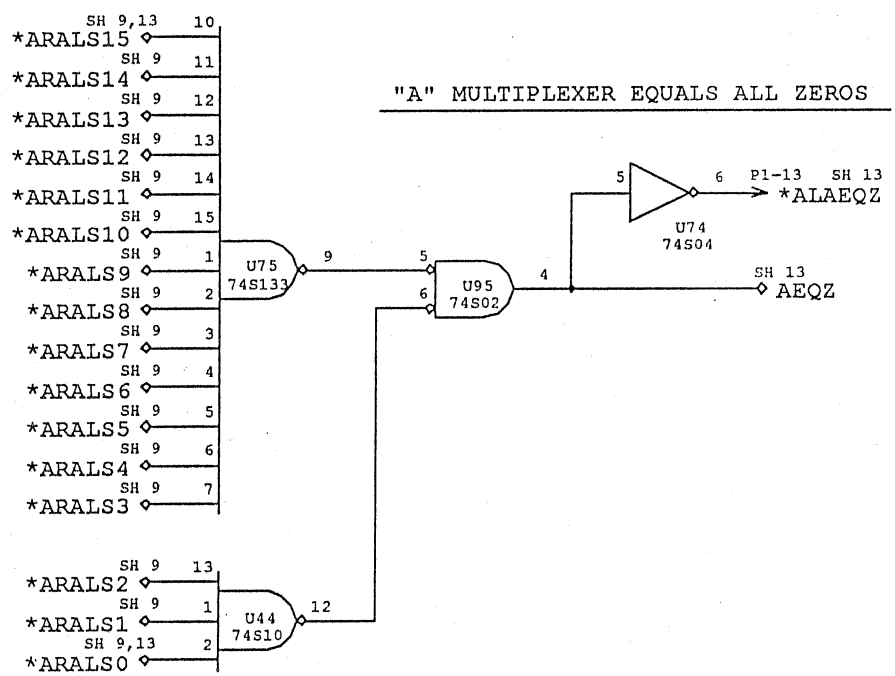 SH 9,13 10
*ARALS15
SH 9 11
*ARALS14
SH 9 12
*ARALS13
SH 9 13
*ARALS12
SH 9 14
*ARALS11
SH 9 15
*ARALS10
SH 9 1
*ARALS9
SH 9 2
*ARALS8
SH 9 3
*ARALS7
SH 9 4
*ARALS6
SH 9 5
*ARALS5
SH 9 6
*ARALS4
SH 9 7
*ARALS3
U75
74S133
9
SH 9 13
*ARALS2
SH 9 1
*ARALS1
SH 9,13 2
*ARALS0
U44
74S10
12
"A" MULTIPLEXER EQUALS ALL ZEROS
5
6
U95
74S02
4
5
6
U74
74S04
P1-13 SH 13
*ALAEQZ
SH 13
AEQZ